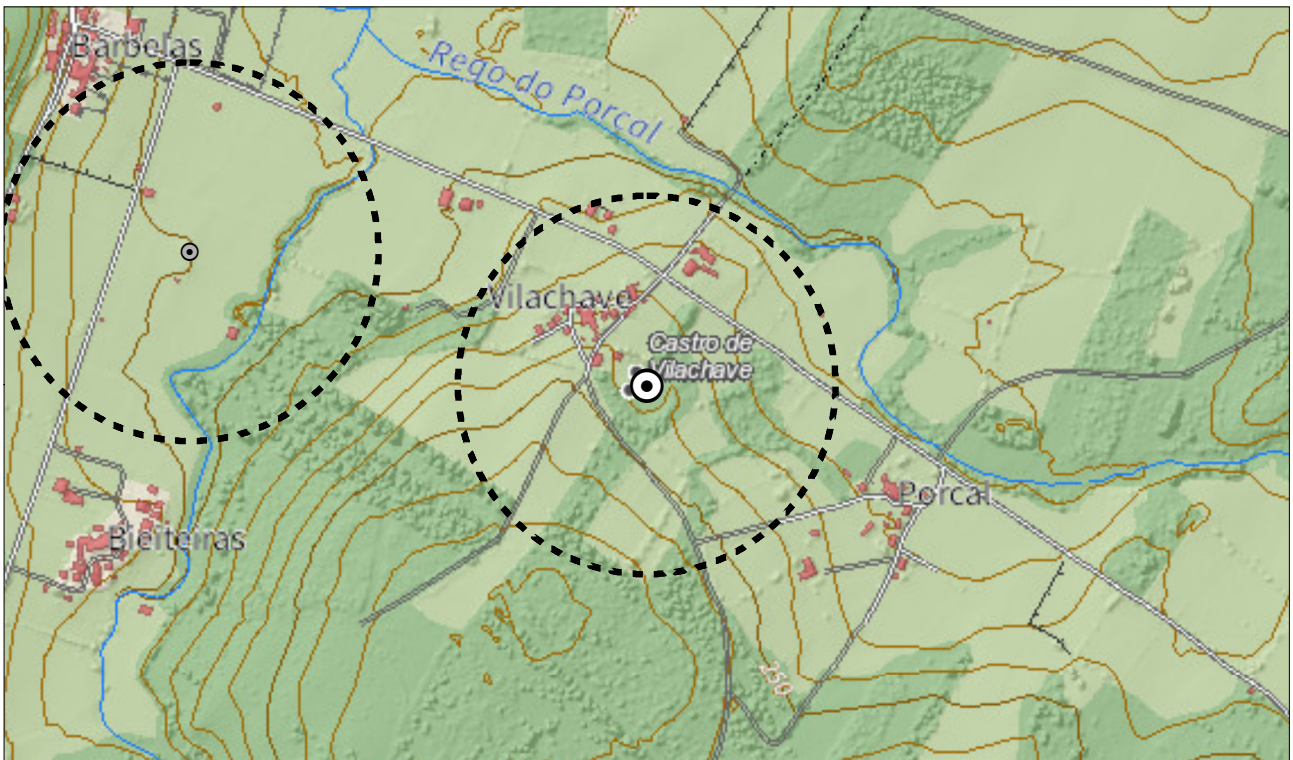 Barbelas
Rego do Porcal
Vilachave
Castro de
Vilachave
Porcal
Bieiteiras
250